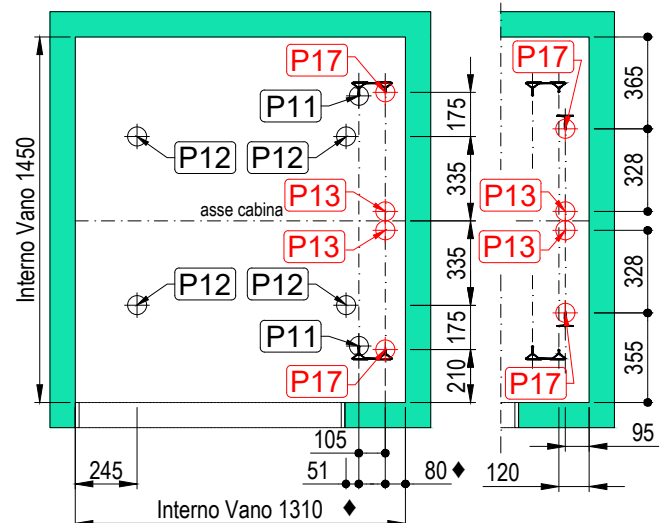 P17
P17
P11
365
175
P12
P12
Interno Vano 1450
335
328
P13
P13
asse cabina
P13
P13
335
328
P12
P12
175
P11
355
P17
P17
210
105
95
245
51
80 ♦
120
Interno Vano 1310 ♦